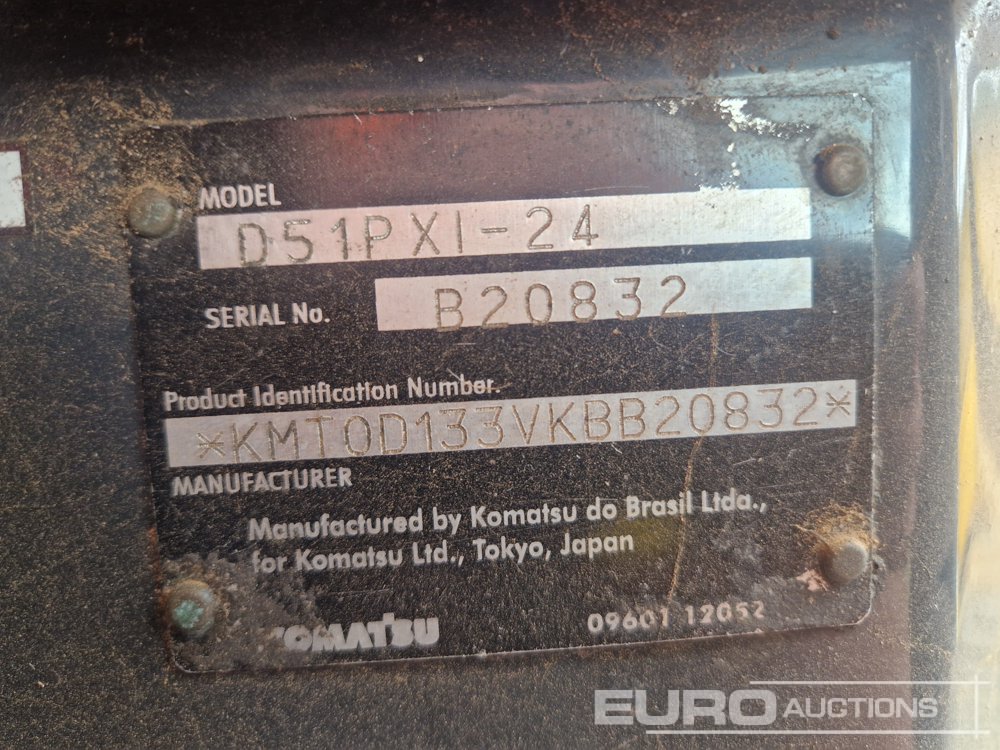 MODEL
D51PXI-24
SERIAL No. B20832
Product Identification Number.
*KMT0D133VKBB20832*
MANUFACTURER
Manufactured by Komatsu do Brasil Ltda.,
for Komatsu Ltd., Tokyo, Japan
KOMATSU
09601 12052
EURO AUCTIONS